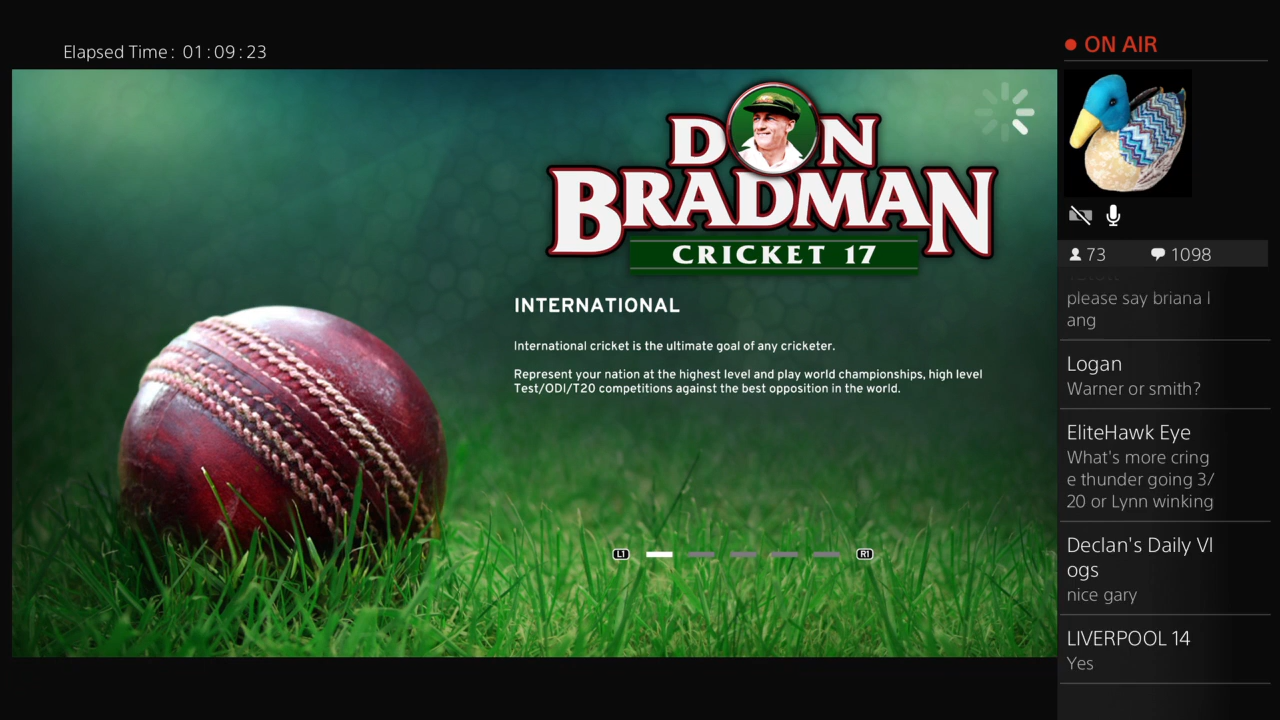 Elapsed Time: 01:09:23
ON AIR
DON
BRADMAN
CRICKET 17
INTERNATIONAL
International cricket is the ultimate goal of any cricketer.
Represent your nation at the highest level and play world championships, high level
Test/ODI/T20 competitions against the best opposition in the world.
L1
R1
73
1098
please say briana l
ang
Logan
Warner or smith?
EliteHawk Eye
What's more cring
e thunder going 3/
20 or Lynn winking
Declan's Daily Vl
ogs
nice gary
LIVERPOOL 14
Yes